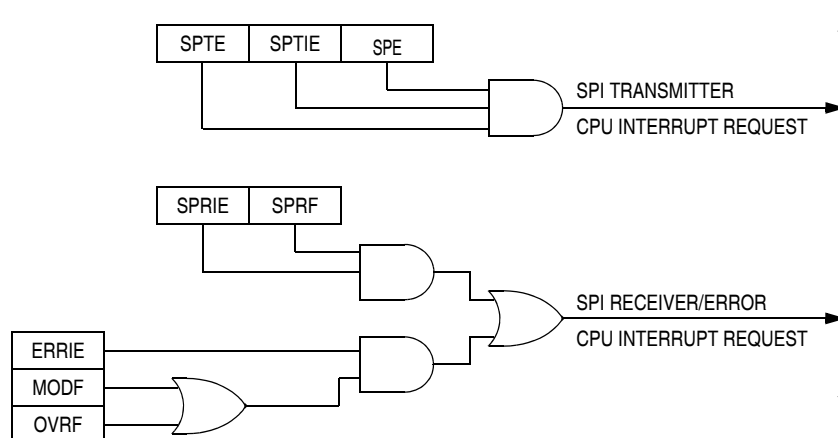 SPTE SPTIE SPE
SPI TRANSMITTER
CPU INTERRUPT REQUEST
SPRIE SPRF
SPI RECEIVER/ERROR
CPU INTERRUPT REQUEST
ERRIE
MODF
OVRF